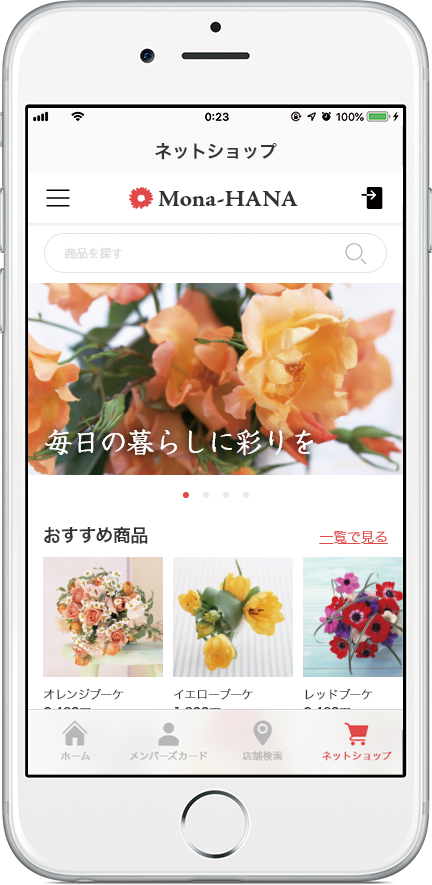 0:23
100%
ネットショップ
Mona-HANA
商品を探す
毎日の暮らしに彩りを
おすすめ商品
一覧で見る
オレンジブーケ
イエローブーケ
レッドブーケ
ホーム
メンバーズカード
店舗検索
ネットショップ